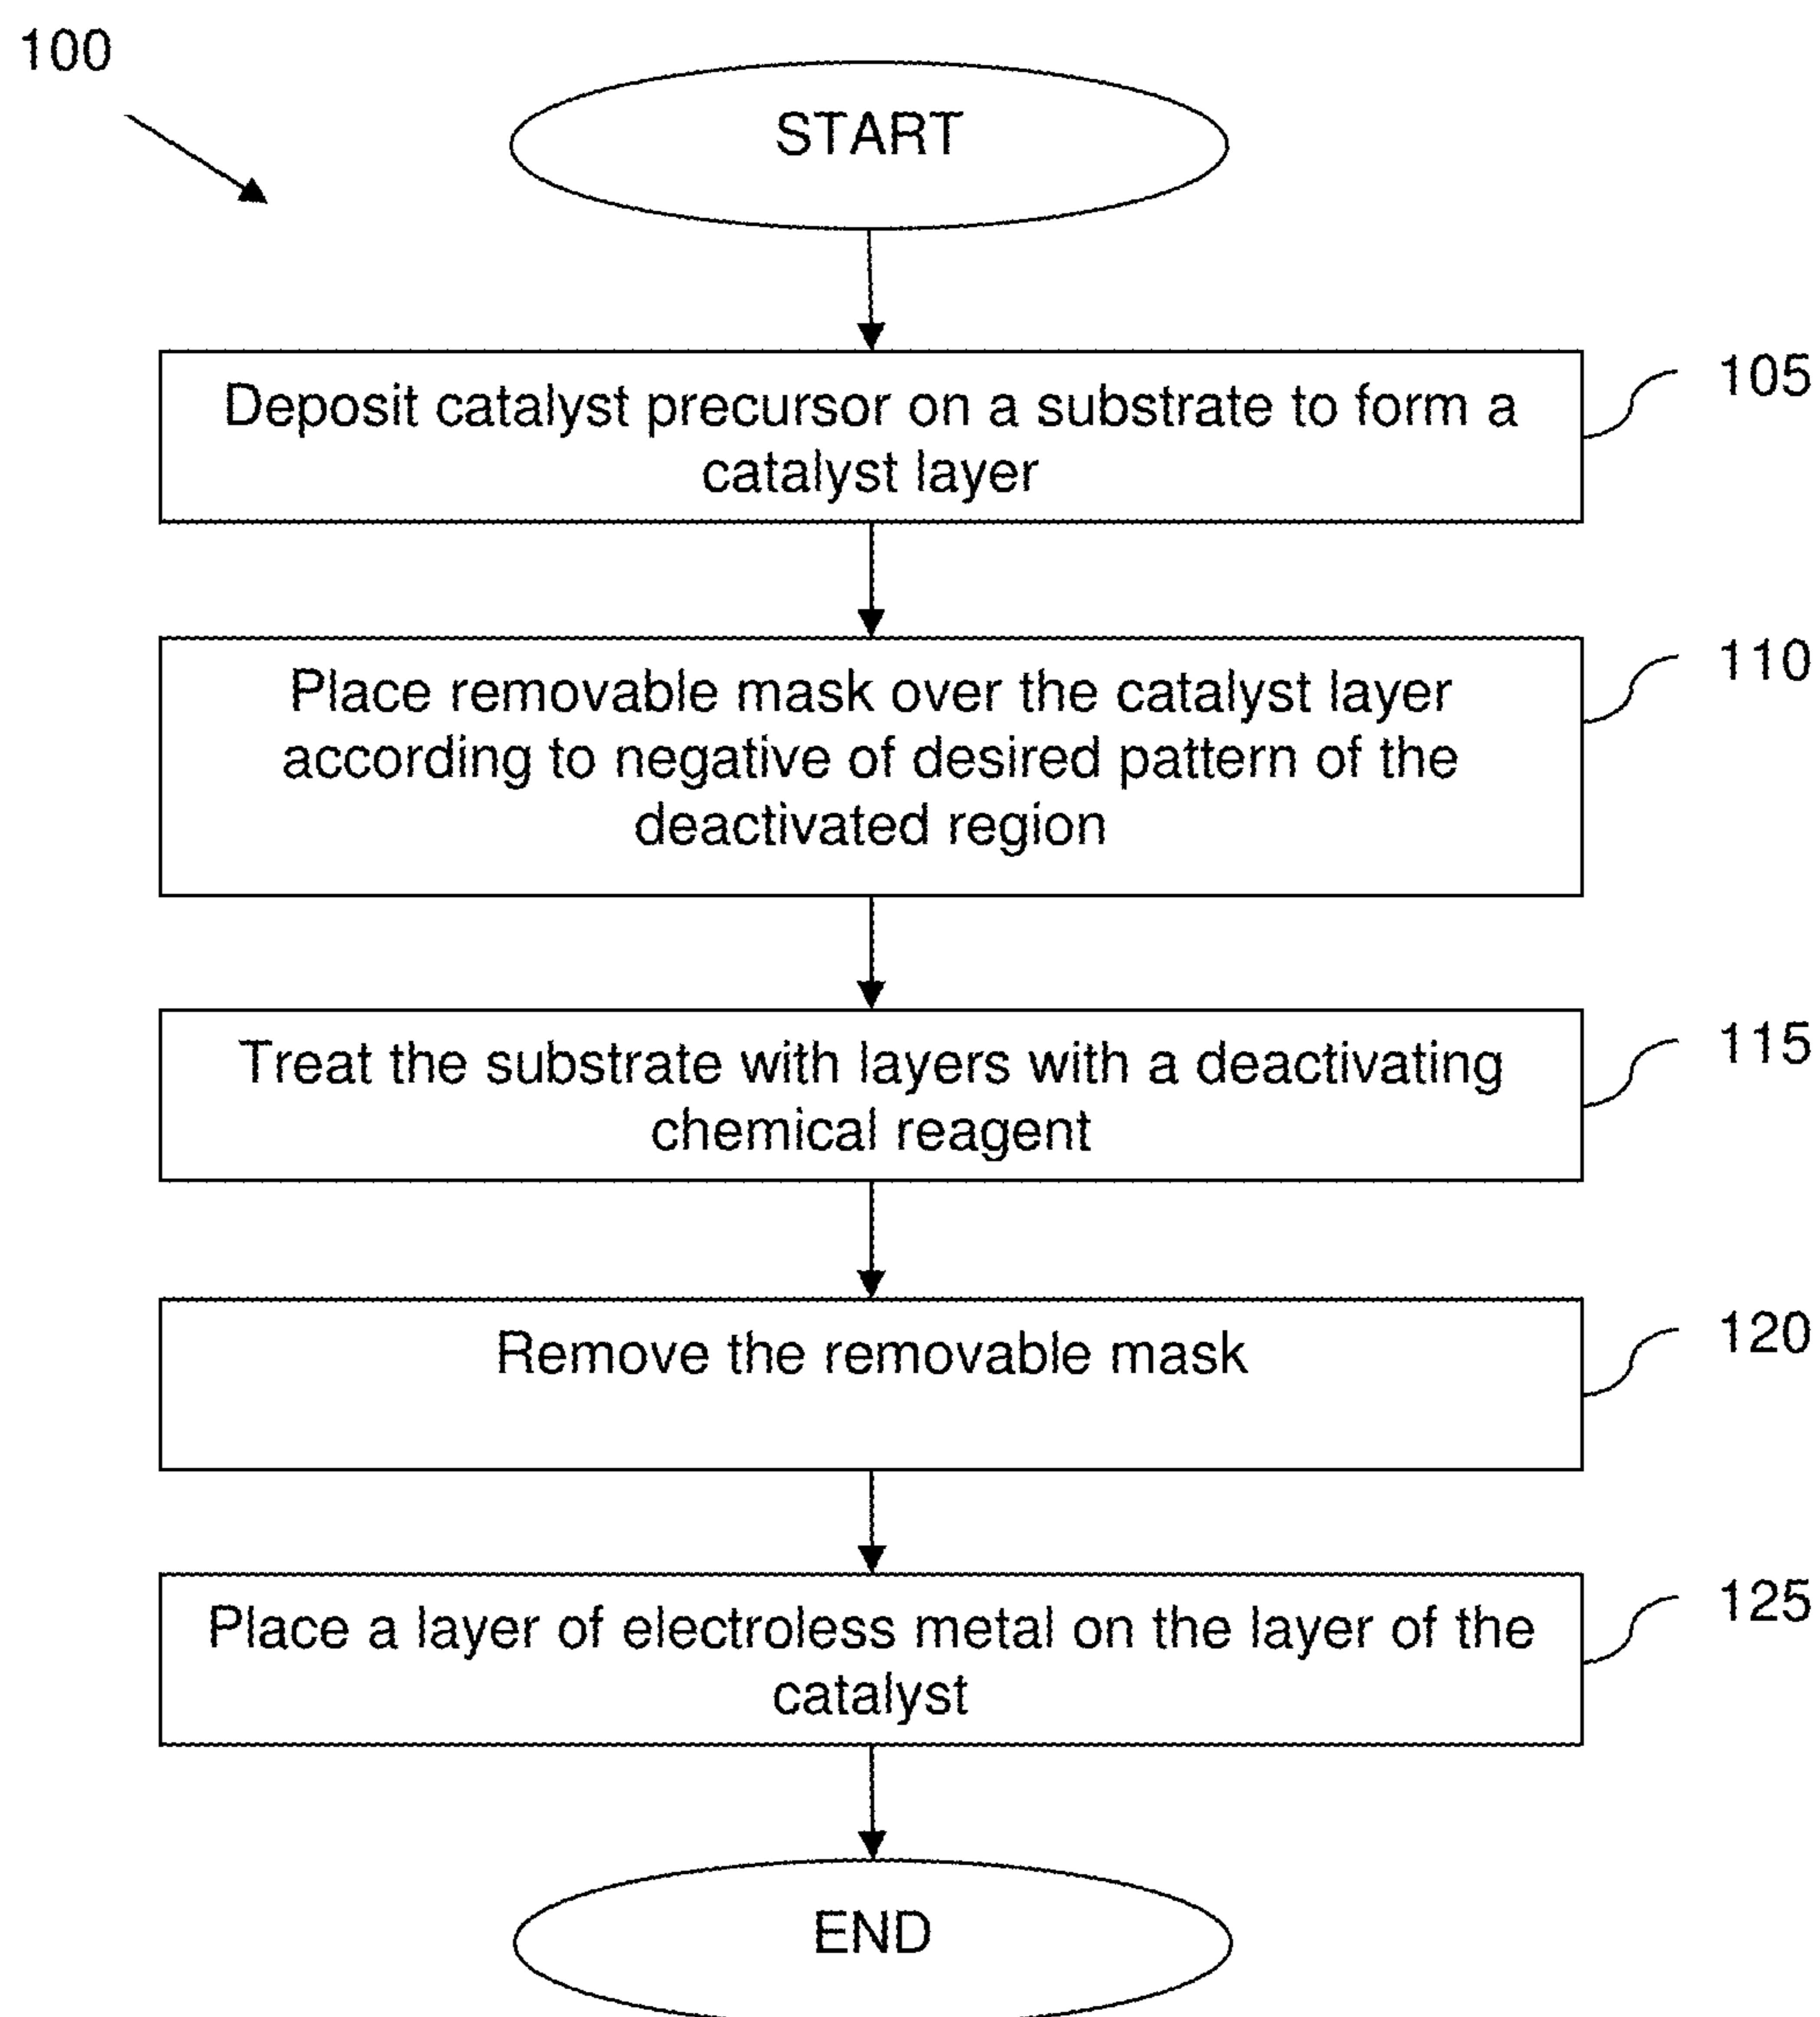 100
START
Deposit catalyst precursor on a substrate to form a
catalyst layer
105
Place removable mask over the catalyst layer
according to negative of desired pattern of the
deactivated region
110
Treat the substrate with layers with a deactivating
chemical reagent
115
Remove the removable mask
120
Place a layer of electroless metal on the layer of the
catalyst
125
END